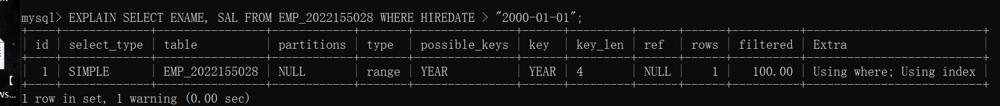 mysql> EXPLAIN SELECT ENAME, SAL FROM EMP_2022155028 WHERE HIREDATE > "2000-01-01";
+----+-------------+----------------+------------+-------+---------------+------+---------+------+------+----------+--------------------------+
| id | select_type | table          | partitions | type  | possible_keys | key  | key_len | ref  | rows | filtered | Extra                    |
+----+-------------+----------------+------------+-------+---------------+------+---------+------+------+----------+--------------------------+
|  1 | SIMPLE      | EMP_2022155028 | NULL       | range | YEAR          | YEAR | 4       | NULL |    1 |   100.00 | Using where; Using index |
+----+-------------+----------------+------------+-------+---------------+------+---------+------+------+----------+--------------------------+
1 row in set, 1 warning (0.00 sec)
【
ws...